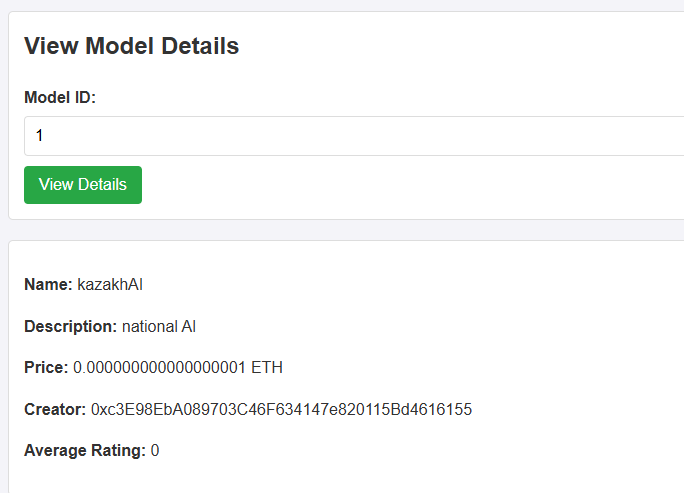 View Model Details
Model ID:
1
View Details
Name: kazakhAI
Description: national AI
Price: 0.000000000000000001 ETH
Creator: 0xc3E98EbA089703C46F634147e820115Bd4616155
Average Rating: 0